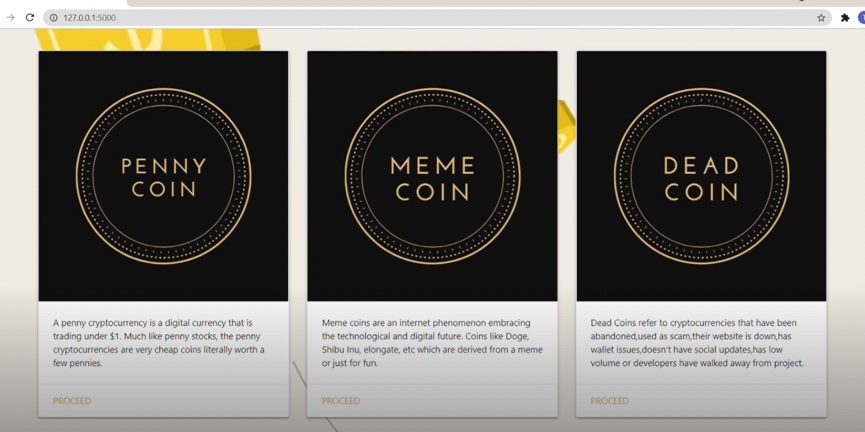 127.0.0.1:5000
PENNY
COIN
A penny cryptocurrency is a digital currency that is
trading under $1. Much like penny stocks, the penny
cryptocurrencies are very cheap coins literally worth a
few pennies.
PROCEED
MEME
COIN
Meme coins are an internet phenomenon embracing
the technological and digital future. Coins like Doge,
Shibu Inu, elongate, etc which are derived from a meme
or just for fun.
PROCEED
DEAD
COIN
Dead Coins refer to cryptocurrencies that have been
abandoned,used as scam,their website is down,has
wallet issues,doesn't have social updates,has low
volume or developers have walked away from project.
PROCEED